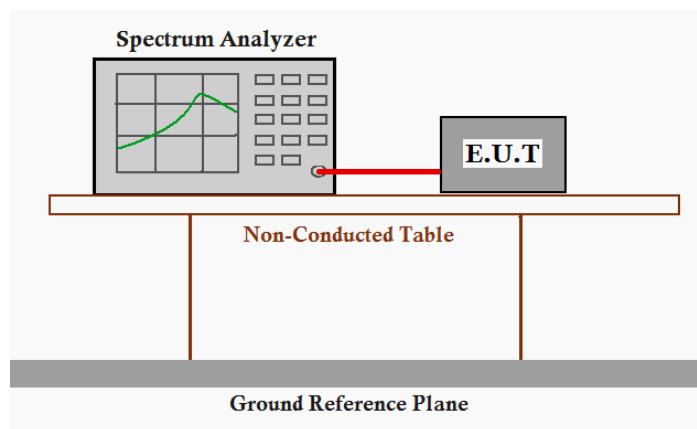 Spectrum Analyzer
E.U.T
Non-Conducted Table
Ground Reference Plane